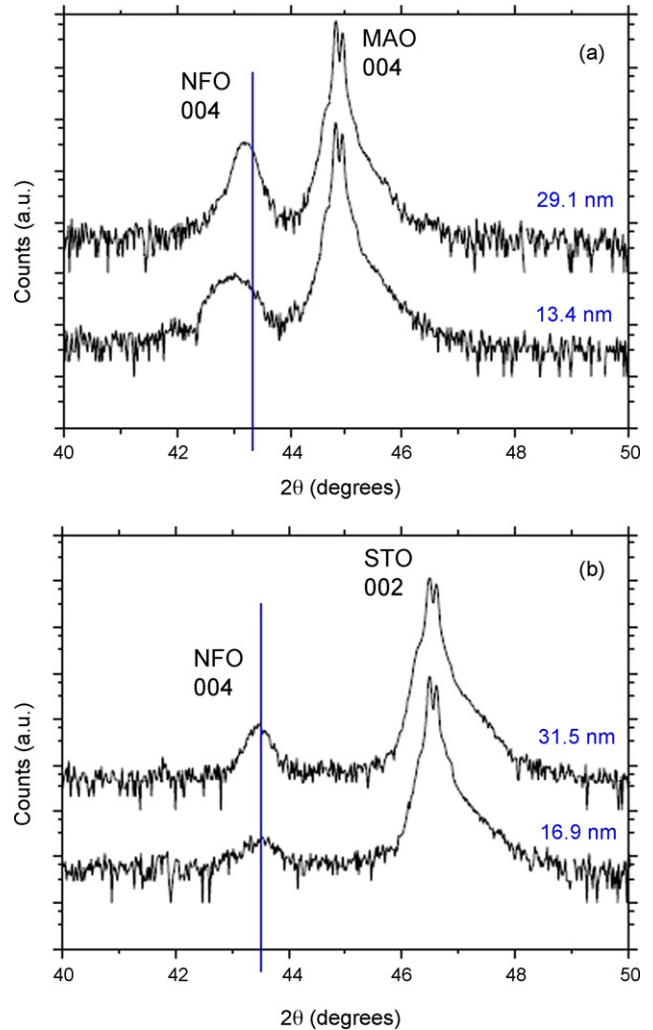 (a)
MAO
004
NFO
004
29.1 nm
13.4 nm
Counts (a.u.)
40
42
44
46
48
50
2θ (degrees)
(b)
STO
002
NFO
004
31.5 nm
16.9 nm
Counts (a.u.)
40
42
44
46
48
50
2θ (degrees)